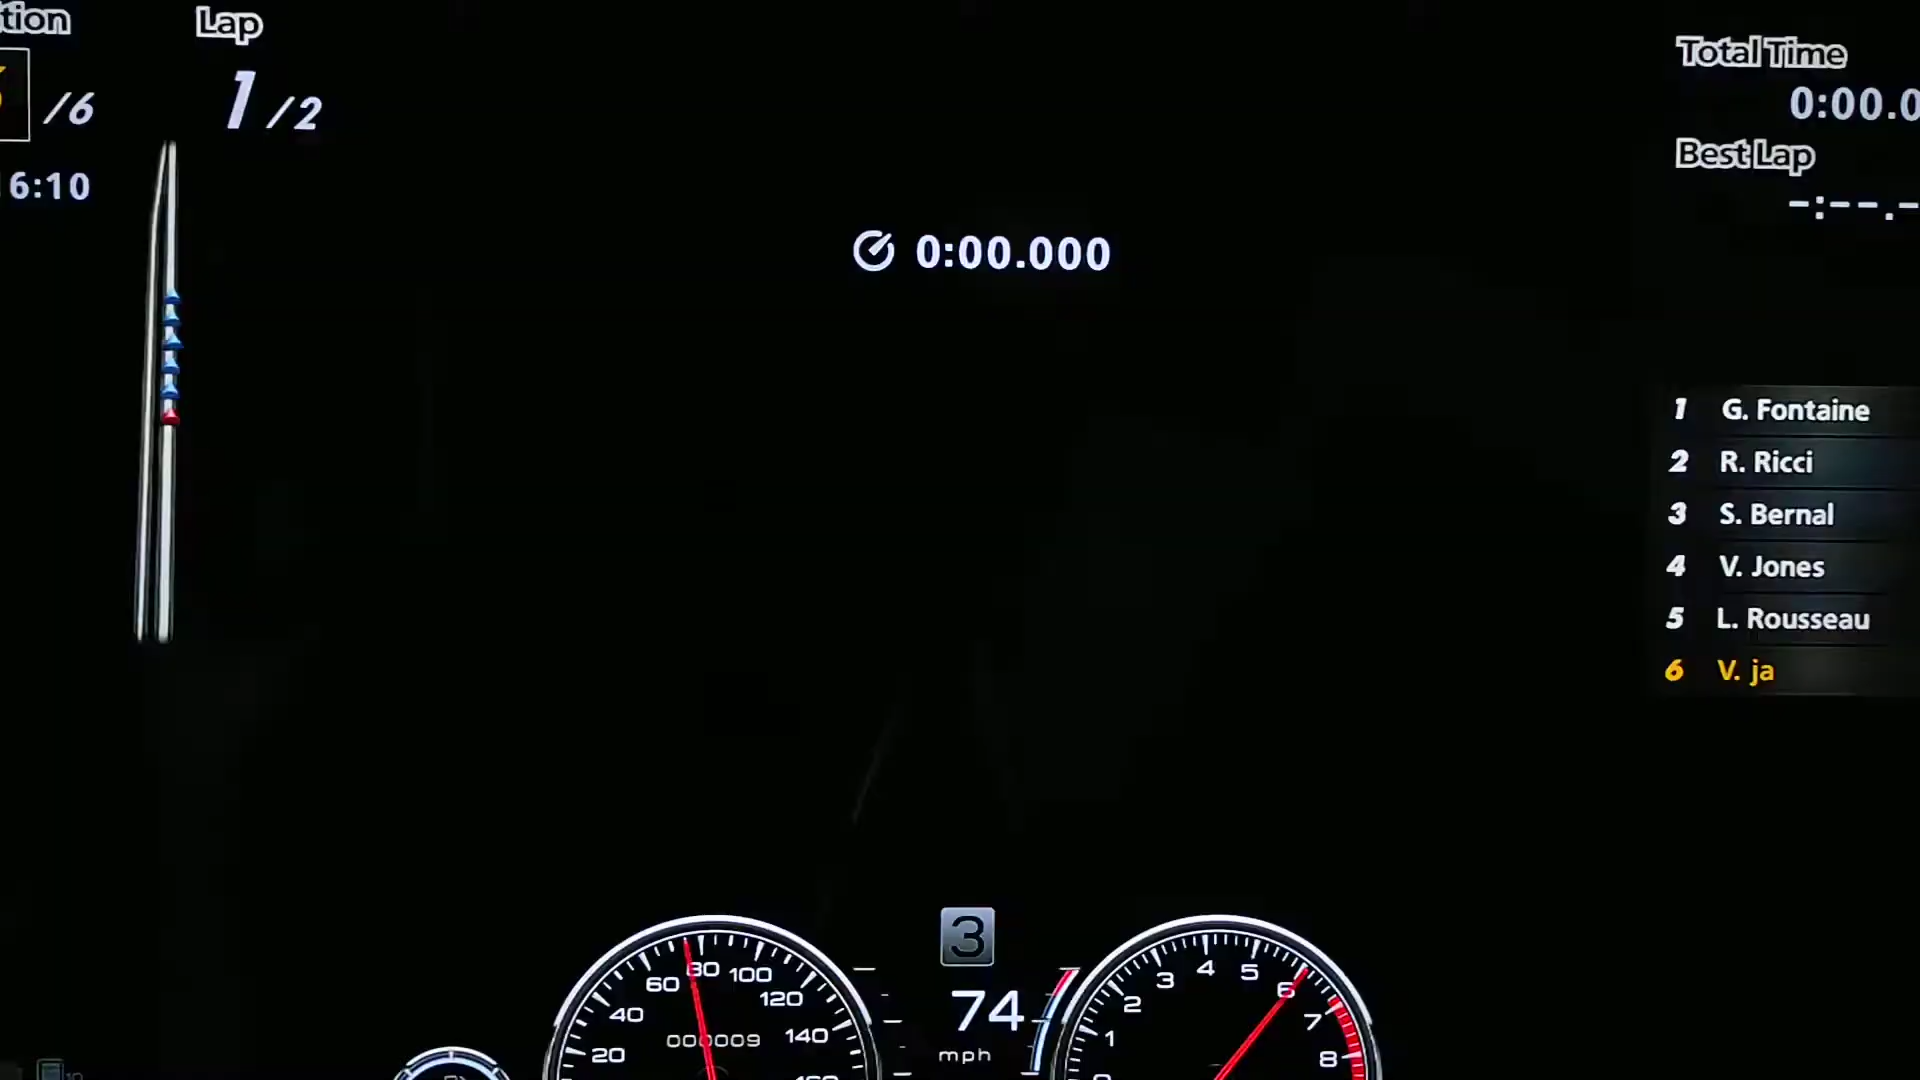 Lap
/6
1/2
6:10
Total Time
0:00.0
Best Lap
-:--.-
0:00.000
1 G. Fontaine
2 R. Ricci
3 S. Bernal
4 V. Jones
5 L. Rousseau
6 V. ja
3
74
mph
20 40 60 80 100 120 140
000009
1 2 3 4 5 6 7 8